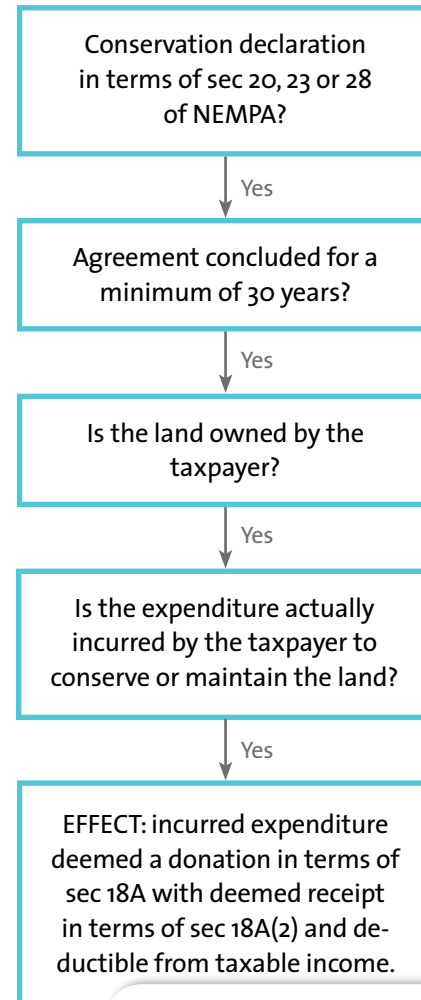 Conservation declaration
in terms of sec 20, 23 or 28
of NEMPA?
Yes
Agreement concluded for a
minimum of 30 years?
Yes
Is the land owned by the
taxpayer?
Yes
Is the expenditure actually
incurred by the taxpayer to
conserve or maintain the land?
Yes
EFFECT: incurred expenditure
deemed a donation in terms of
sec 18A with deemed receipt
in terms of sec 18A(2) and de-
ductible from taxable income.